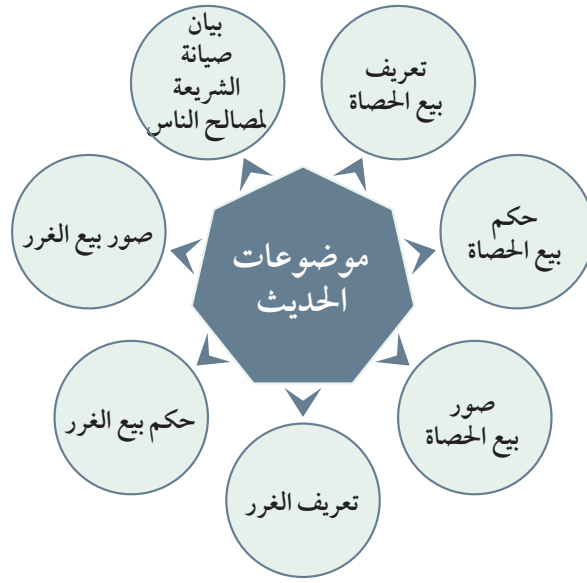 موضوعات
الحديث
تعريف
بيع الحصاة
حكم
بيع الحصاة
صور
بيع الحصاة
تعريف الغرر
حكم بيع الغرر
صور بيع الغرر
بيان
صيانة
الشريعة
لمصالح الناس